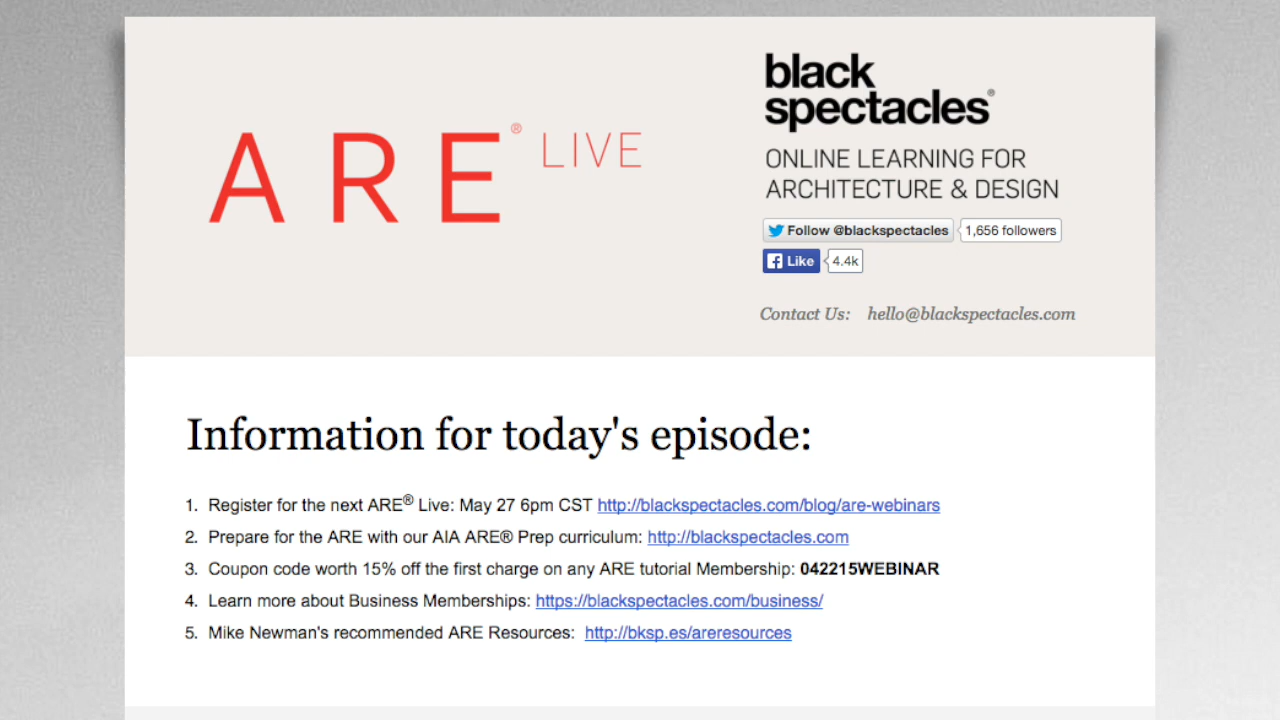 ARE® LIVE
black
spectacles®
ONLINE LEARNING FOR
ARCHITECTURE & DESIGN
Follow @blackspectacles 1,656 followers
Like 4.4k
Contact Us: hello@blackspectacles.com
Information for today's episode:
1. Register for the next ARE® Live: May 27 6pm CST http://blackspectacles.com/blog/are-webinars
2. Prepare for the ARE with our AIA ARE® Prep curriculum: http://blackspectacles.com
3. Coupon code worth 15% off the first charge on any ARE tutorial Membership: 042215WEBINAR
4. Learn more about Business Memberships: https://blackspectacles.com/business/
5. Mike Newman's recommended ARE Resources: http://bksp.es/areresources